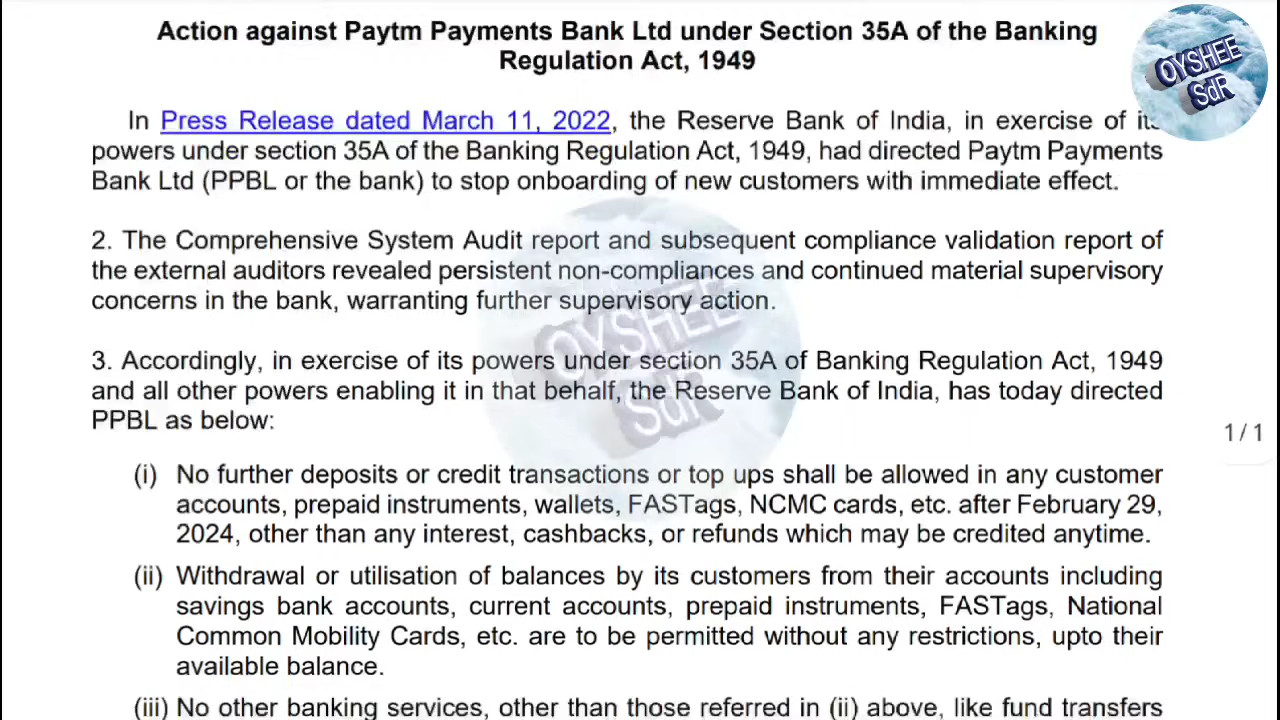 Action against Paytm Payments Bank Ltd under Section 35A of the Banking
Regulation Act, 1949
OYSHEE
SdR
In Press Release dated March 11, 2022, the Reserve Bank of India, in exercise of its
powers under section 35A of the Banking Regulation Act, 1949, had directed Paytm Payments
Bank Ltd (PPBL or the bank) to stop onboarding of new customers with immediate effect.
2. The Comprehensive System Audit report and subsequent compliance validation report of
the external auditors revealed persistent non-compliances and continued material supervisory
concerns in the bank, warranting further supervisory action.
OYSHEE
SdR
3. Accordingly, in exercise of its powers under section 35A of Banking Regulation Act, 1949
and all other powers enabling it in that behalf, the Reserve Bank of India, has today directed
PPBL as below:
1 / 1
(i) No further deposits or credit transactions or top ups shall be allowed in any customer
accounts, prepaid instruments, wallets, FASTags, NCMC cards, etc. after February 29,
2024, other than any interest, cashbacks, or refunds which may be credited anytime.
(ii) Withdrawal or utilisation of balances by its customers from their accounts including
savings bank accounts, current accounts, prepaid instruments, FASTags, National
Common Mobility Cards, etc. are to be permitted without any restrictions, upto their
available balance.
(iii) No other banking services, other than those referred in (ii) above, like fund transfers